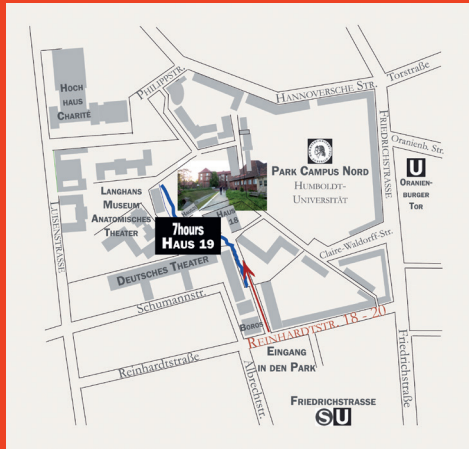 HOCH
HAUS
CHARITÉ
PHILIPPSTR.
HANNOVERSCHE STR.
TORSTRAßE
FRIEDRICHSTRASSE
ORANIENB. STR.
U
ORANIEN-
BURGER
TOR
PARK CAMPUS NORD
HUMBOLDT-
UNIVERSITÄT
LANGHANS
MUSEUM
ANATOMISCHES
THEATER
LUISENSTRASSE
HAUS
18
7hours
HAUS 19
CLAIRE-WALDORFF-STR.
DEUTSCHES THEATER
SCHUMANNSTR.
BOROS
REINHARDTSTR. 18 - 20
EINGANG
IN DEN PARK
Reinhardtstraße
Albrechtstr.
Friedrichstraße
FRIEDRICHSTRASSE
S U